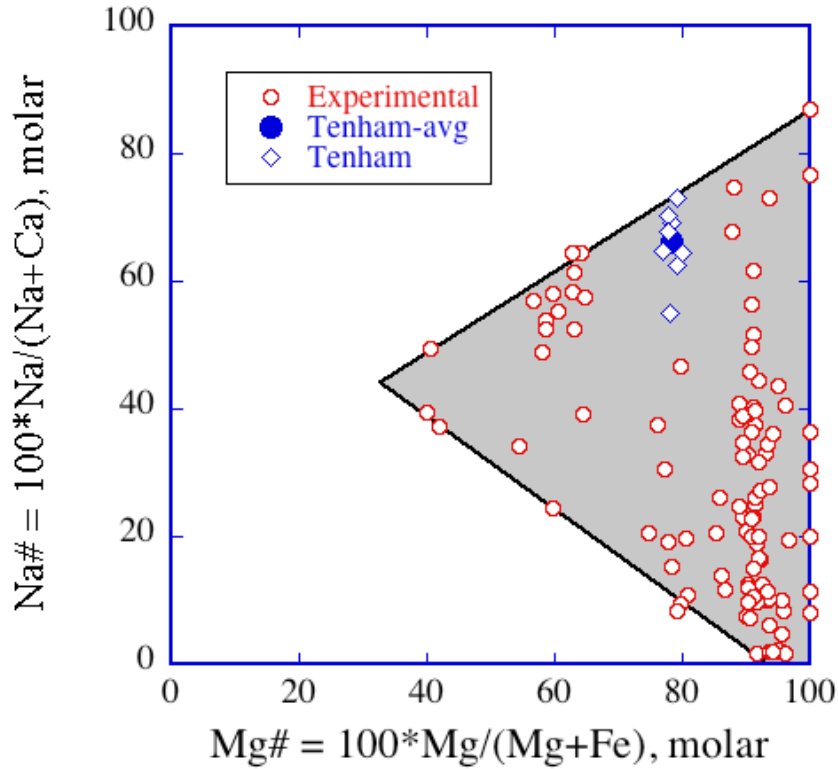 100
80
60
40
20
0
Na# = 100*Na/(Na+Ca), molar
Experimental
Tenham-avg
Tenham
0 20 40 60 80 100
Mg# = 100*Mg/(Mg+Fe), molar